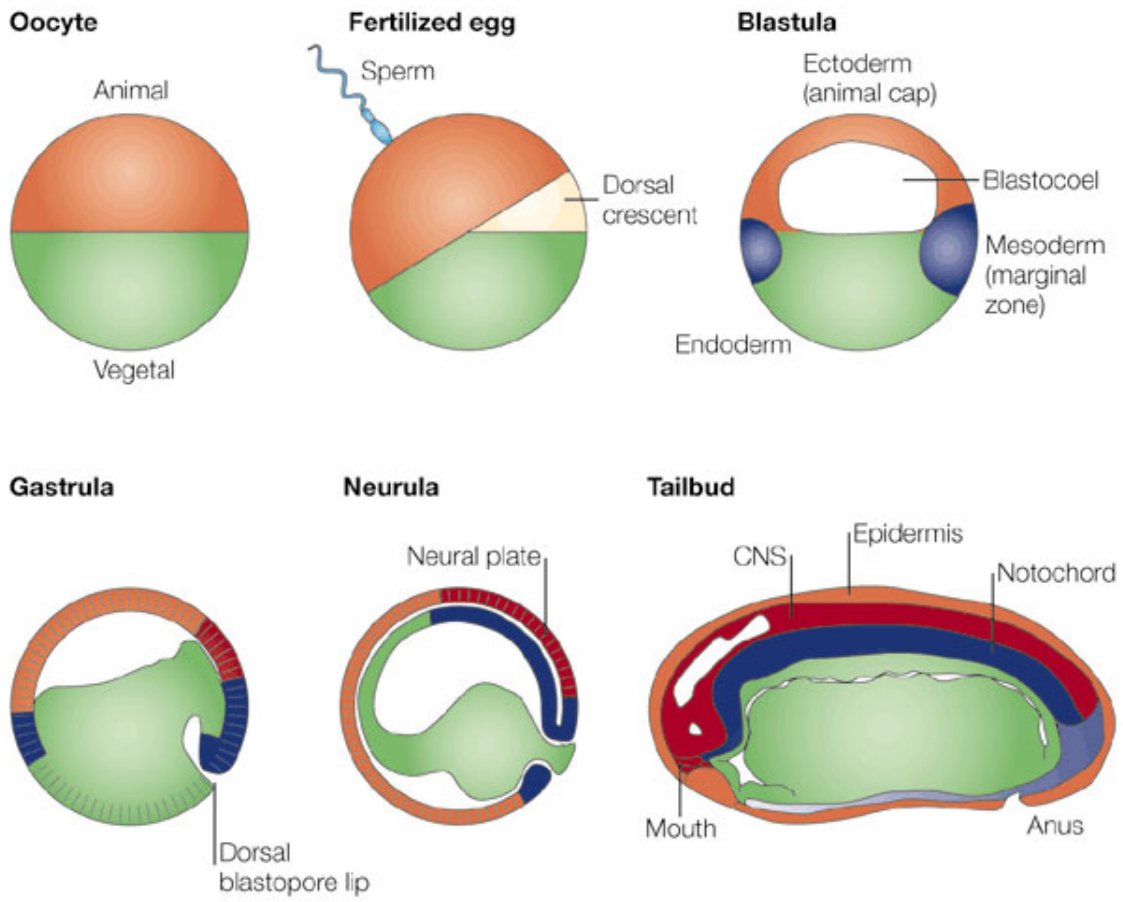 Oocyte
Animal
Vegetal
Fertilized egg
Sperm
Dorsal
crescent
Blastula
Ectoderm
(animal cap)
Blastocoel
Mesoderm
(marginal
zone)
Endoderm
Gastrula
Dorsal
blastopore lip
Neurula
Neural plate
Tailbud
Epidermis
CNS
Notochord
Mouth
Anus